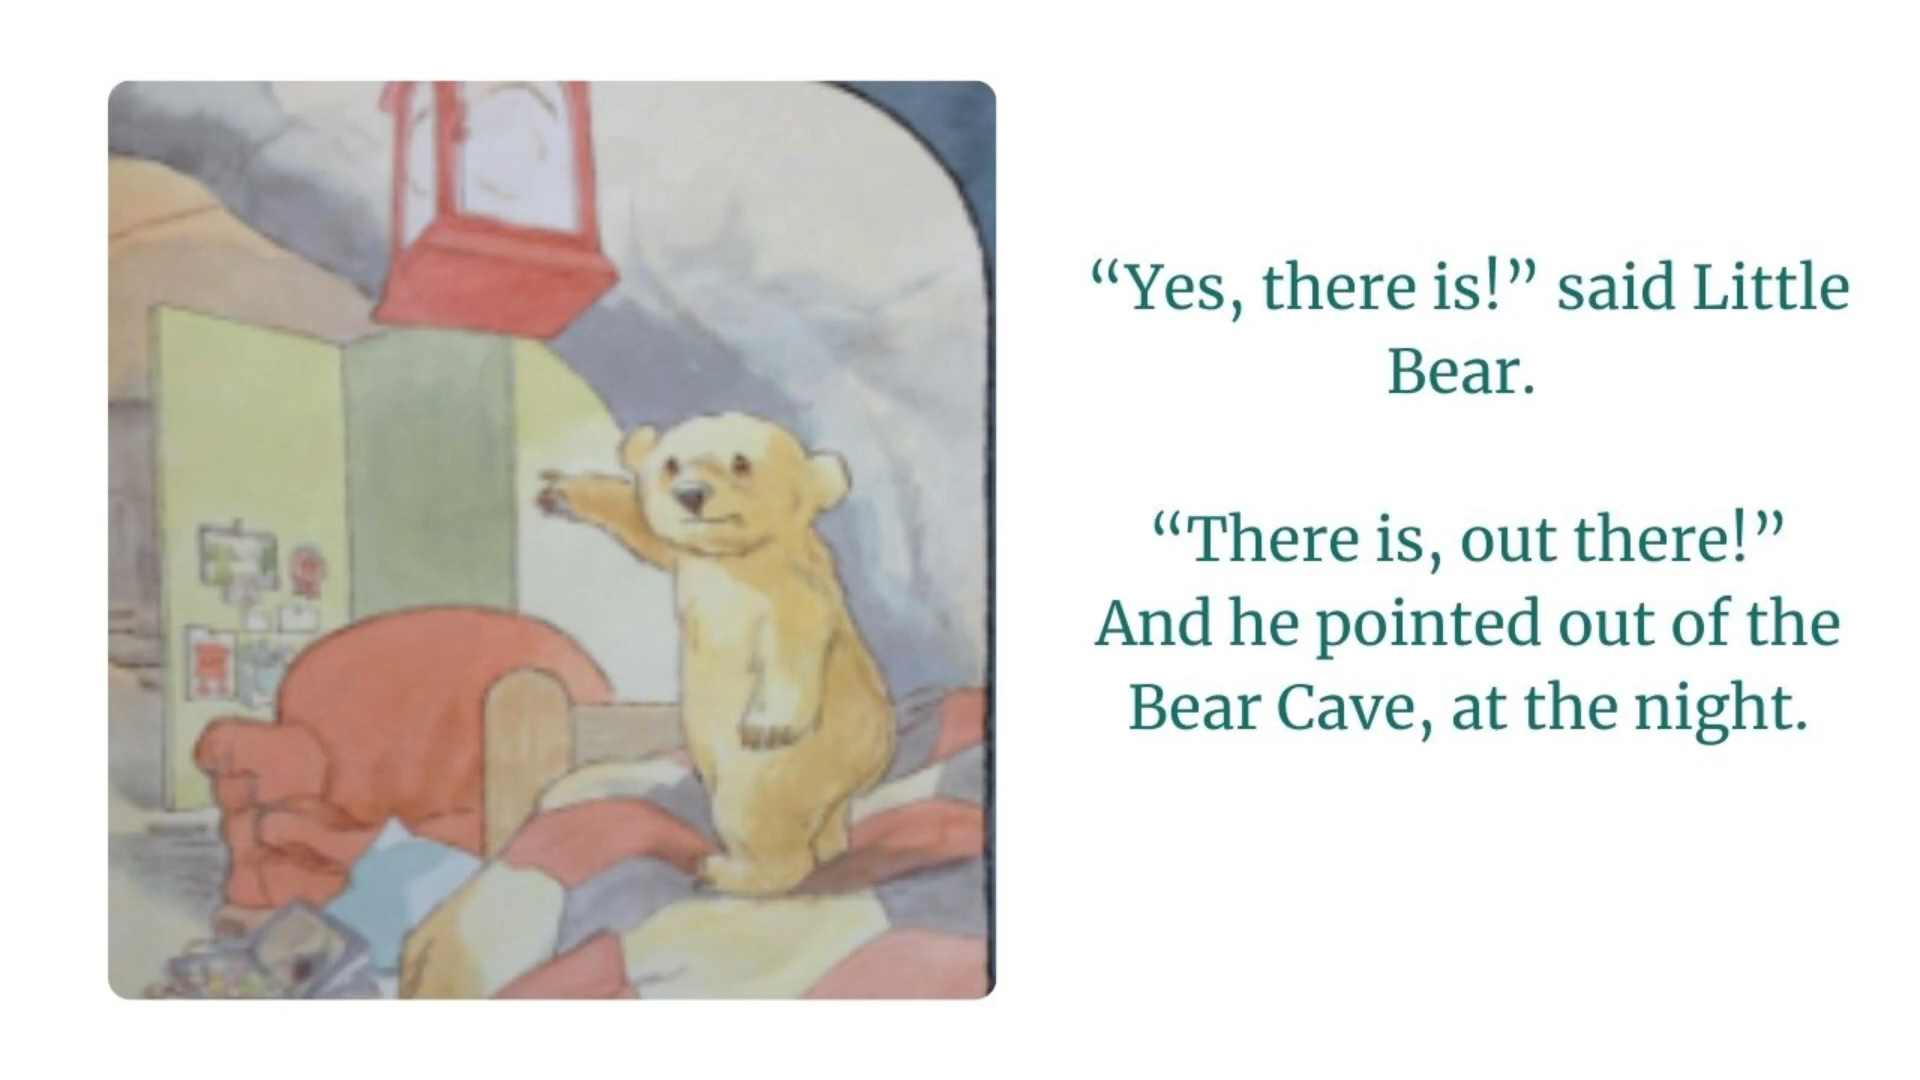 “Yes, there is!” said Little
Bear.
“There is, out there!”
And he pointed out of the
Bear Cave, at the night.